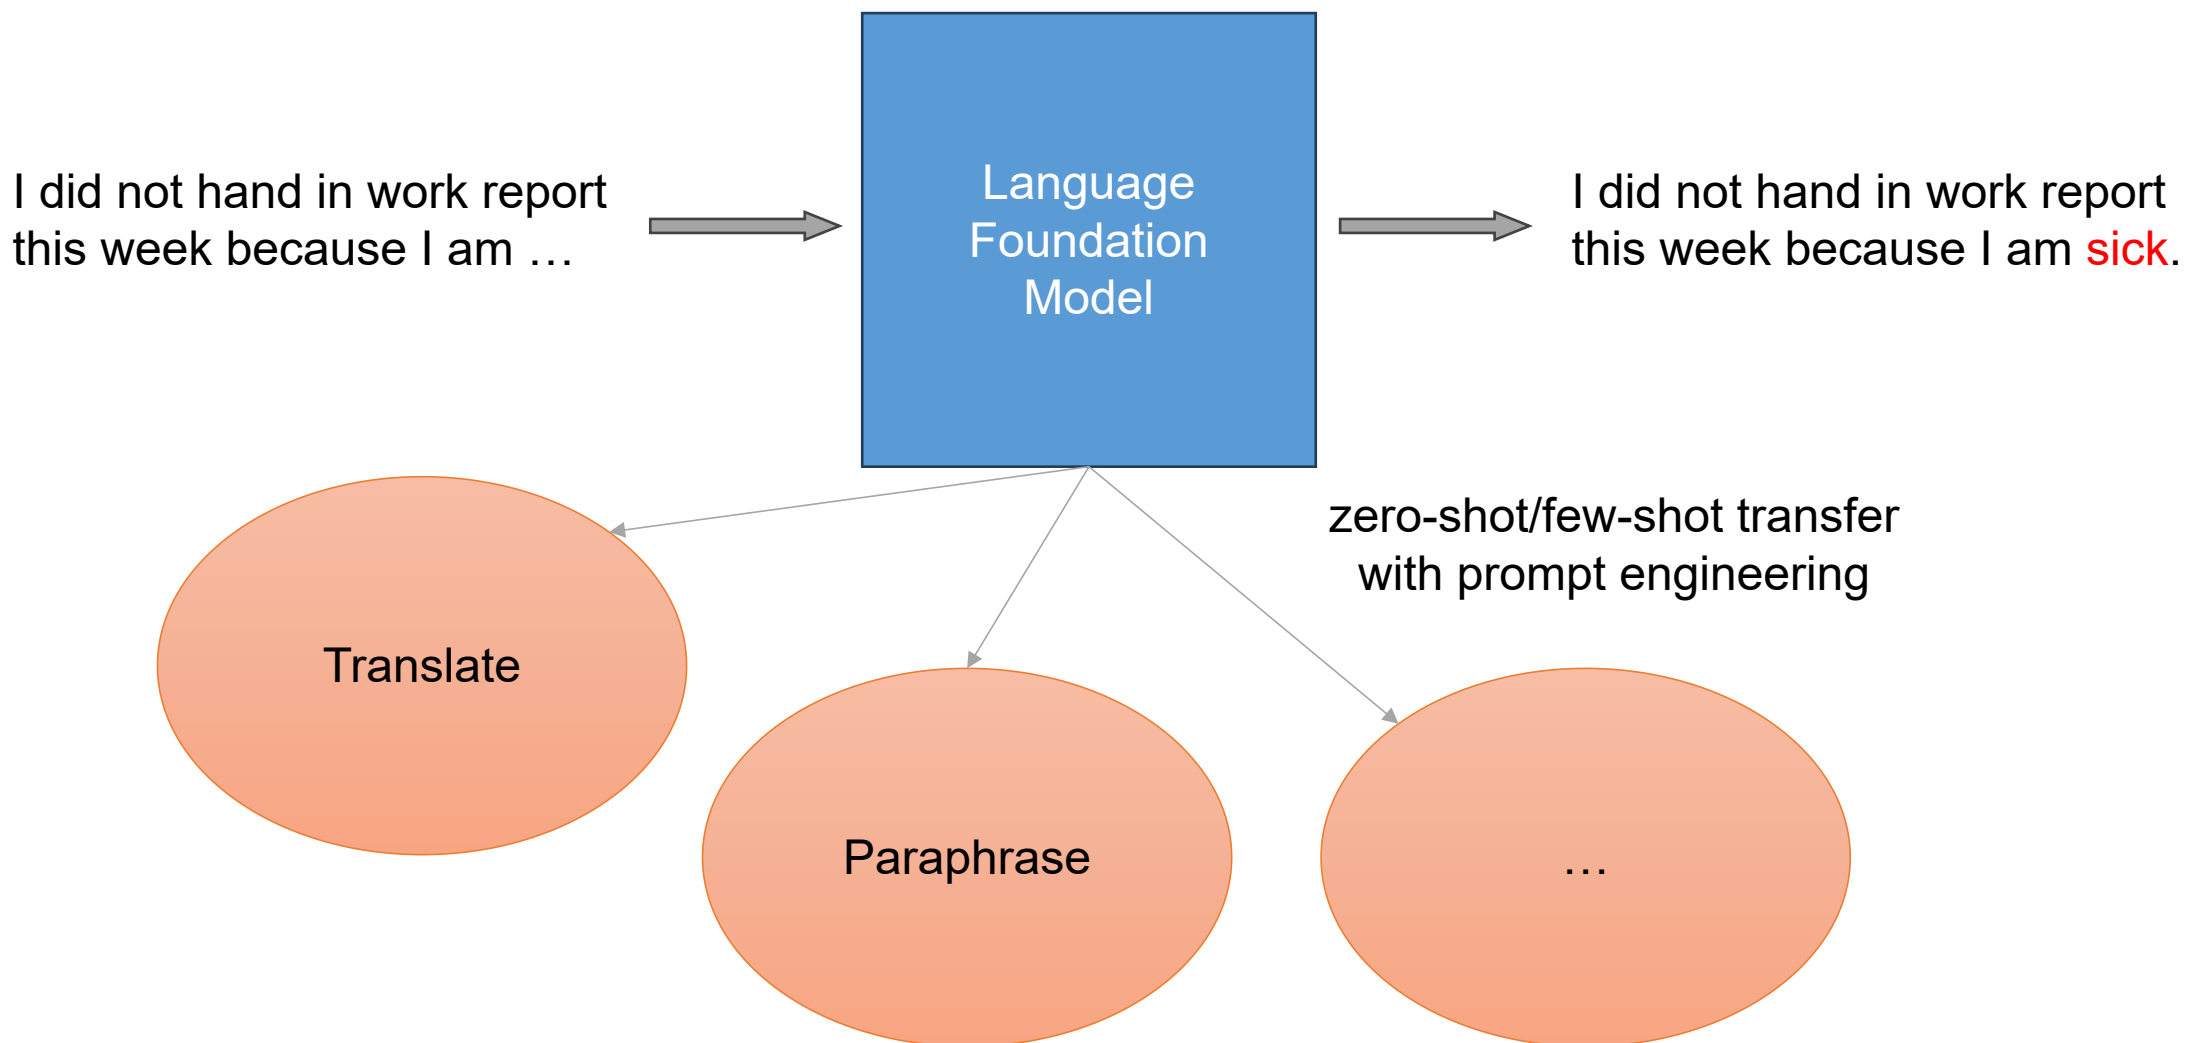 I did not hand in work report
this week because I am …
Language
Foundation
Model
I did not hand in work report
this week because I am sick.
zero-shot/few-shot transfer
with prompt engineering
Translate
Paraphrase
…